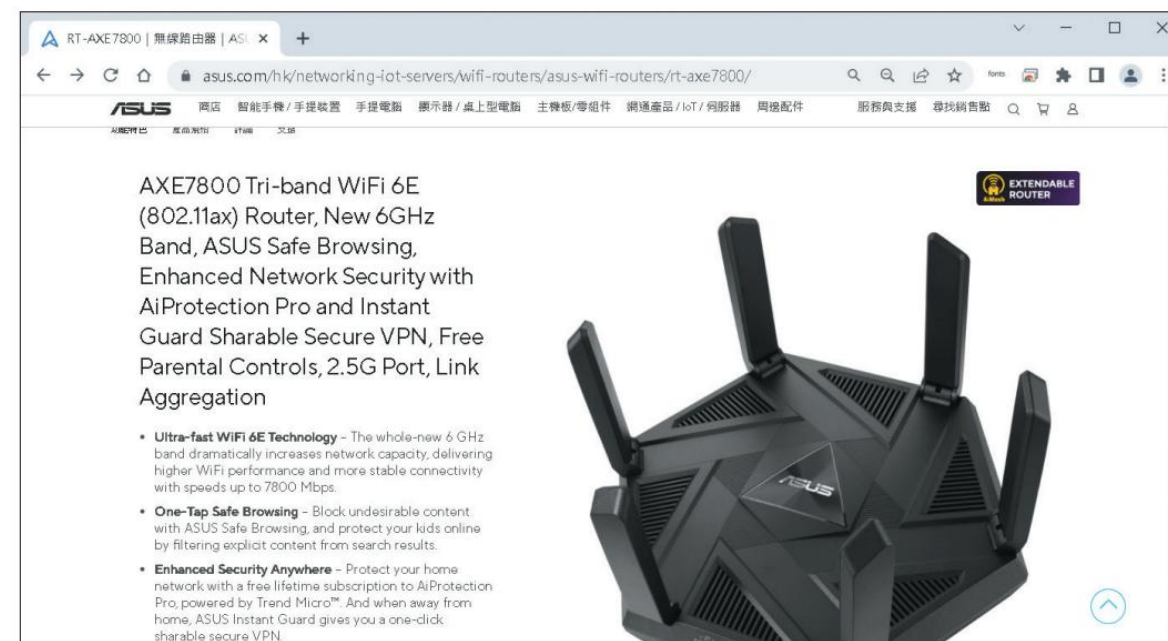 RT-AXE7800 | 無線路由器 | AS
asus.com/hk/networking-iot-servers/wifi-routers/asus-wifi-routers/rt-axe7800/
fonts
ASUS 商店 智能手機/手提裝置 手提電腦 顯示器/桌上型電腦 主機板/零組件 網通產品/IoT/伺服器 周邊配件 服務與支援 尋找銷售點
EXTENDABLE
ROUTER
AiMesh
AXE7800 Tri-band WiFi 6E
(802.11ax) Router, New 6GHz
Band, ASUS Safe Browsing,
Enhanced Network Security with
AiProtection Pro and Instant
Guard Sharable Secure VPN, Free
Parental Controls, 2.5G Port, Link
Aggregation
• Ultra-fast WiFi 6E Technology – The whole-new 6 GHz
band dramatically increases network capacity, delivering
higher WiFi performance and more stable connectivity
with speeds up to 7800 Mbps.
• One-Tap Safe Browsing – Block undesirable content
with ASUS Safe Browsing, and protect your kids online
by filtering explicit content from search results.
• Enhanced Security Anywhere – Protect your home
network with a free lifetime subscription to AiProtection
Pro, powered by Trend Micro™. And when away from
home, ASUS Instant Guard gives you a one-click
sharable secure VPN.
ASUS